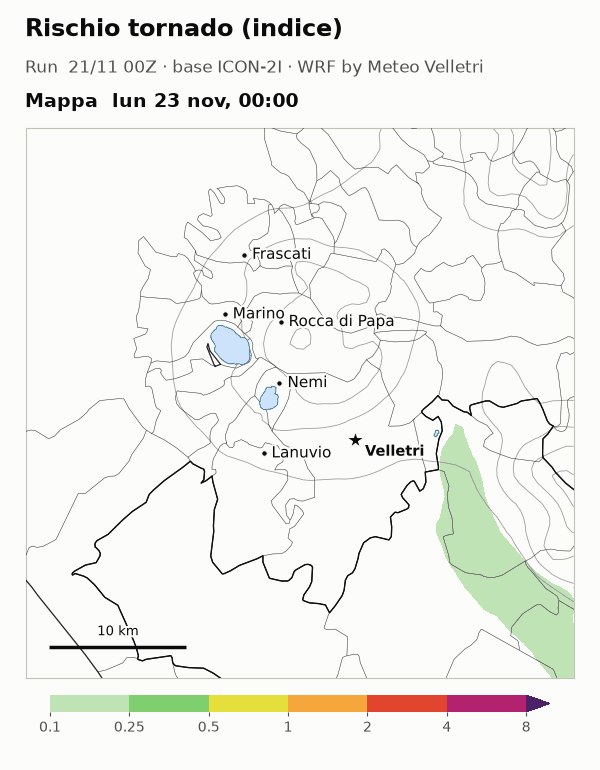 Rischio tornado (indice)
Run  21/11 00Z · base ICON-2I · WRF by Meteo Velletri
Mappa  lun 23 nov, 00:00
Frascati
Marino
Rocca di Papa
Nemi
Lanuvio
Velletri
10 km
0.1 0.25 0.5 1 2 4 8